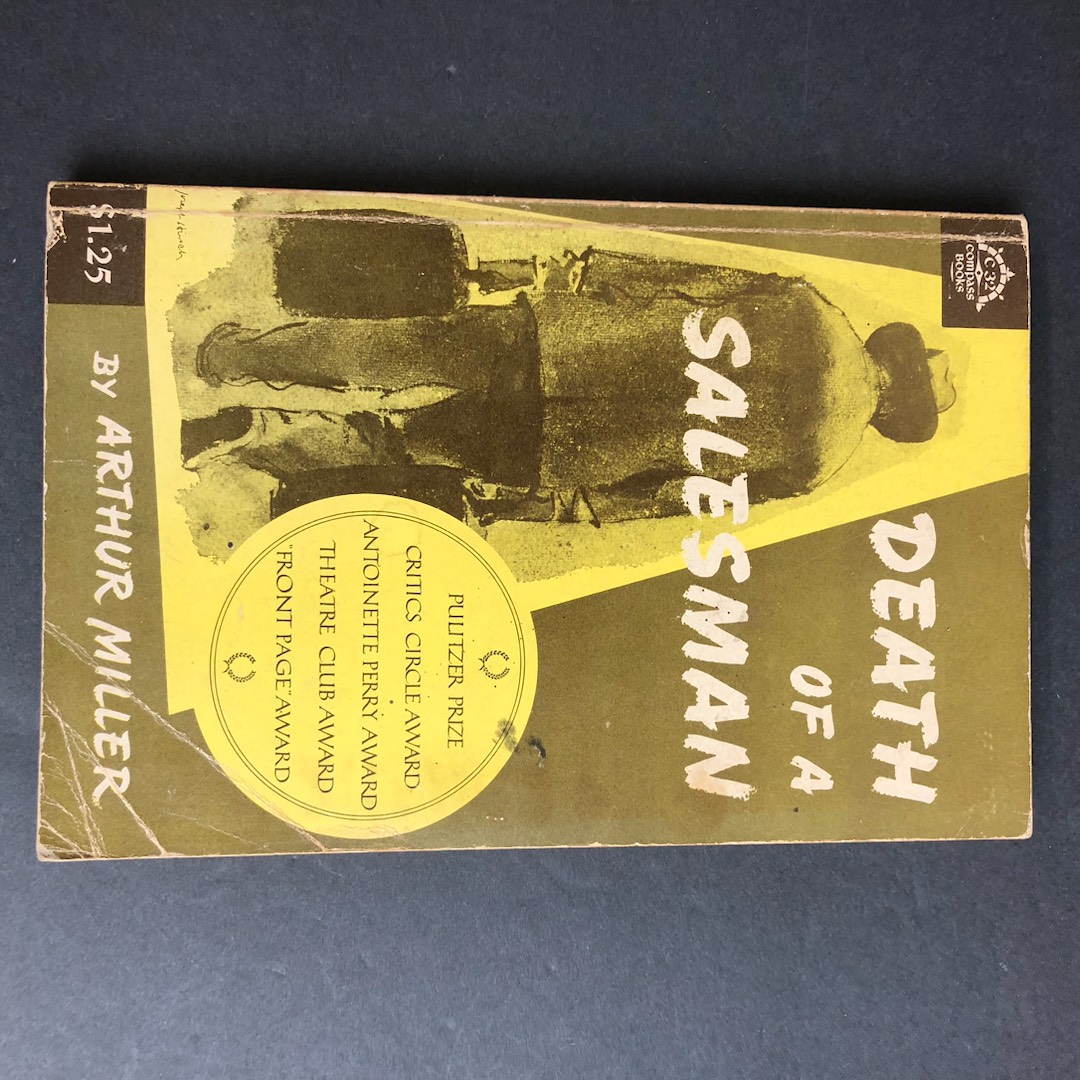 C·32
COMPASS
BOOKS
DEATH
OF A
SALESMAN
PULITZER PRIZE
CRITICS CIRCLE AWARD
ANTOINETTE PERRY AWARD
THEATRE CLUB AWARD
"FRONT PAGE" AWARD
$1.25
BY ARTHUR MILLER